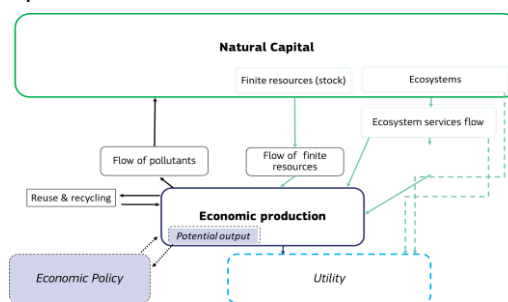 Natural Capital
Finite resources (stock)
Ecosystems
Ecosystem services flow
Flow of pollutants
Flow of finite
resources
Reuse & recycling
Economic production
Potential output
Economic Policy
Utility